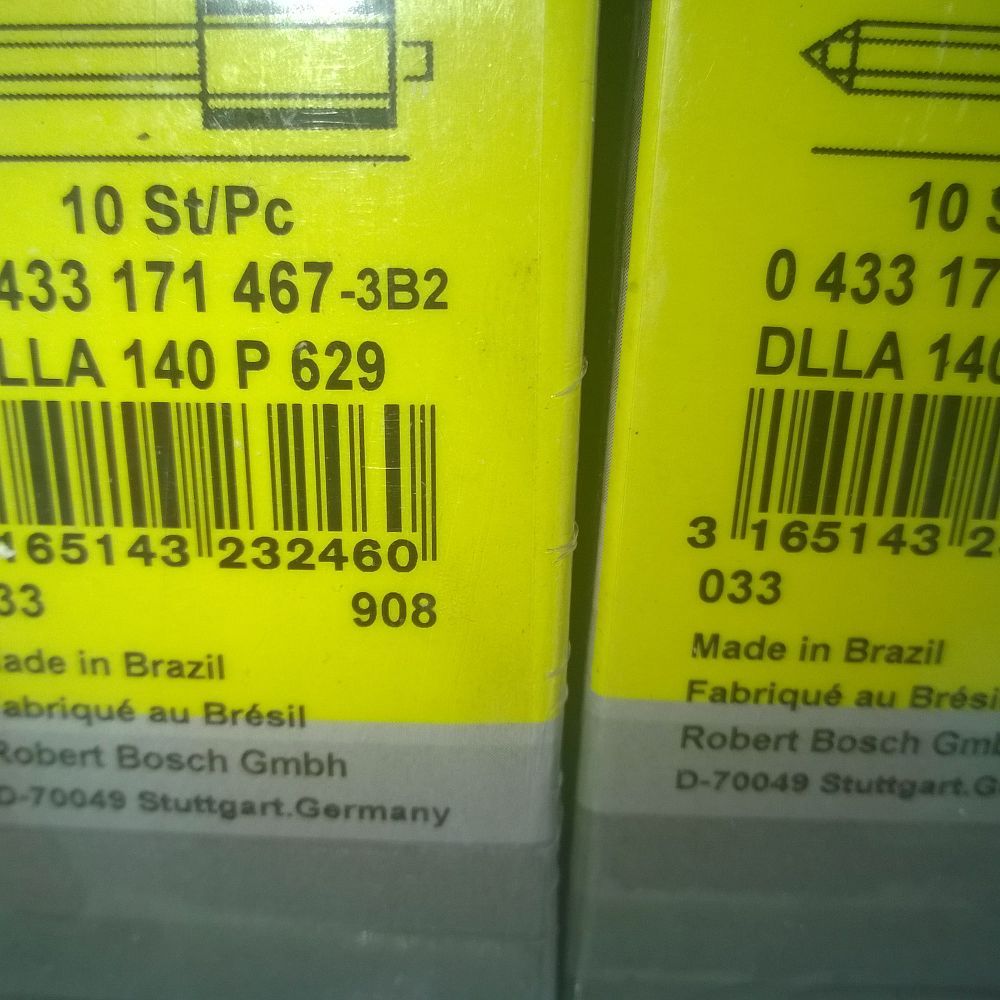 10 St/Pc
433 171 467-3B2
LLA 140 P 629
165143 232460
33 908
ade in Brazil
abriqué au Brésil
Robert Bosch Gmbh
D-70049 Stuttgart.Germany
10 S
0 433 17
DLLA 140
3 165143 2
033
Made in Brazil
Fabriqué au Brésil
Robert Bosch Gmb
D-70049 Stuttgart.G